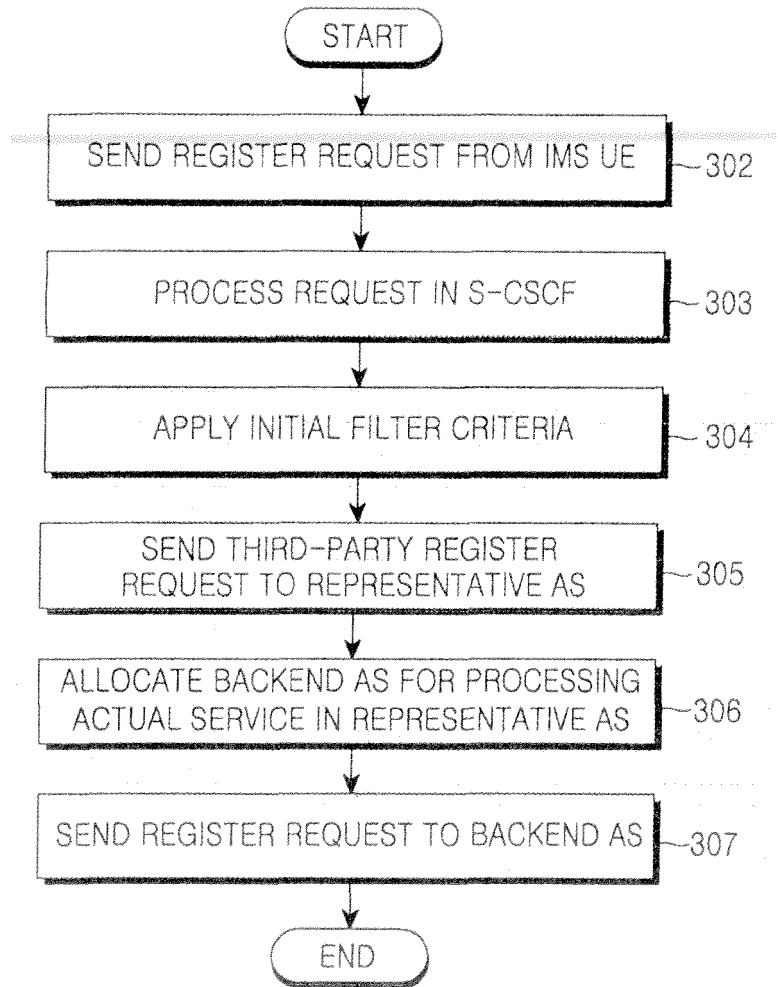 START
SEND REGISTER REQUEST FROM IMS UE
302
PROCESS REQUEST IN S-CSCF
303
APPLY INITIAL FILTER CRITERIA
304
SEND THIRD-PARTY REGISTER
REQUEST TO REPRESENTATIVE AS
305
ALLOCATE BACKEND AS FOR PROCESSING
ACTUAL SERVICE IN REPRESENTATIVE AS
306
SEND REGISTER REQUEST TO BACKEND AS
307
END